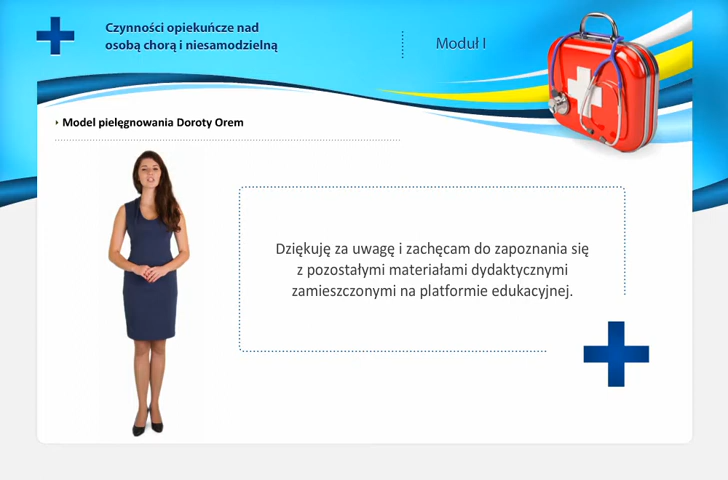 Czynności opiekuńcze nad
osobą chorą i niesamodzielną
Moduł I
Model pielęgnowania Doroty Orem
Dziękuję za uwagę i zachęcam do zapoznania się
z pozostałymi materiałami dydaktycznymi
zamieszczonymi na platformie edukacyjnej.